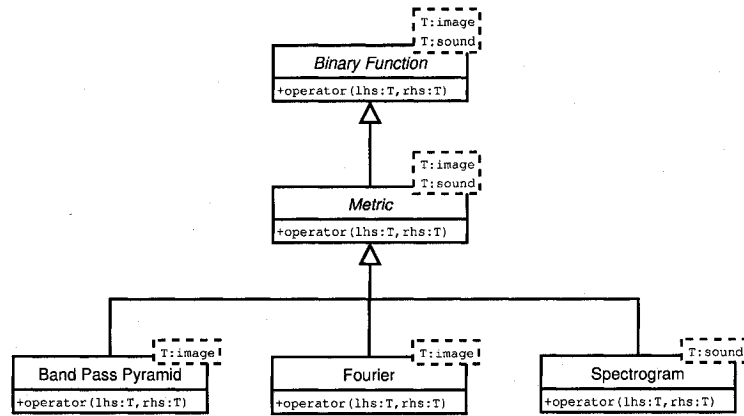 T:image
T:sound
Binary Function
+operator(lhs:T,rhs:T)
T:image
T:sound
Metric
+operator(lhs:T,rhs:T)
T:image
Band Pass Pyramid
+operator(lhs:T,rhs:T)
T:image
Fourier
+operator(lhs:T,rhs:T)
T:sound
Spectrogram
+operator(lhs:T,rhs:T)